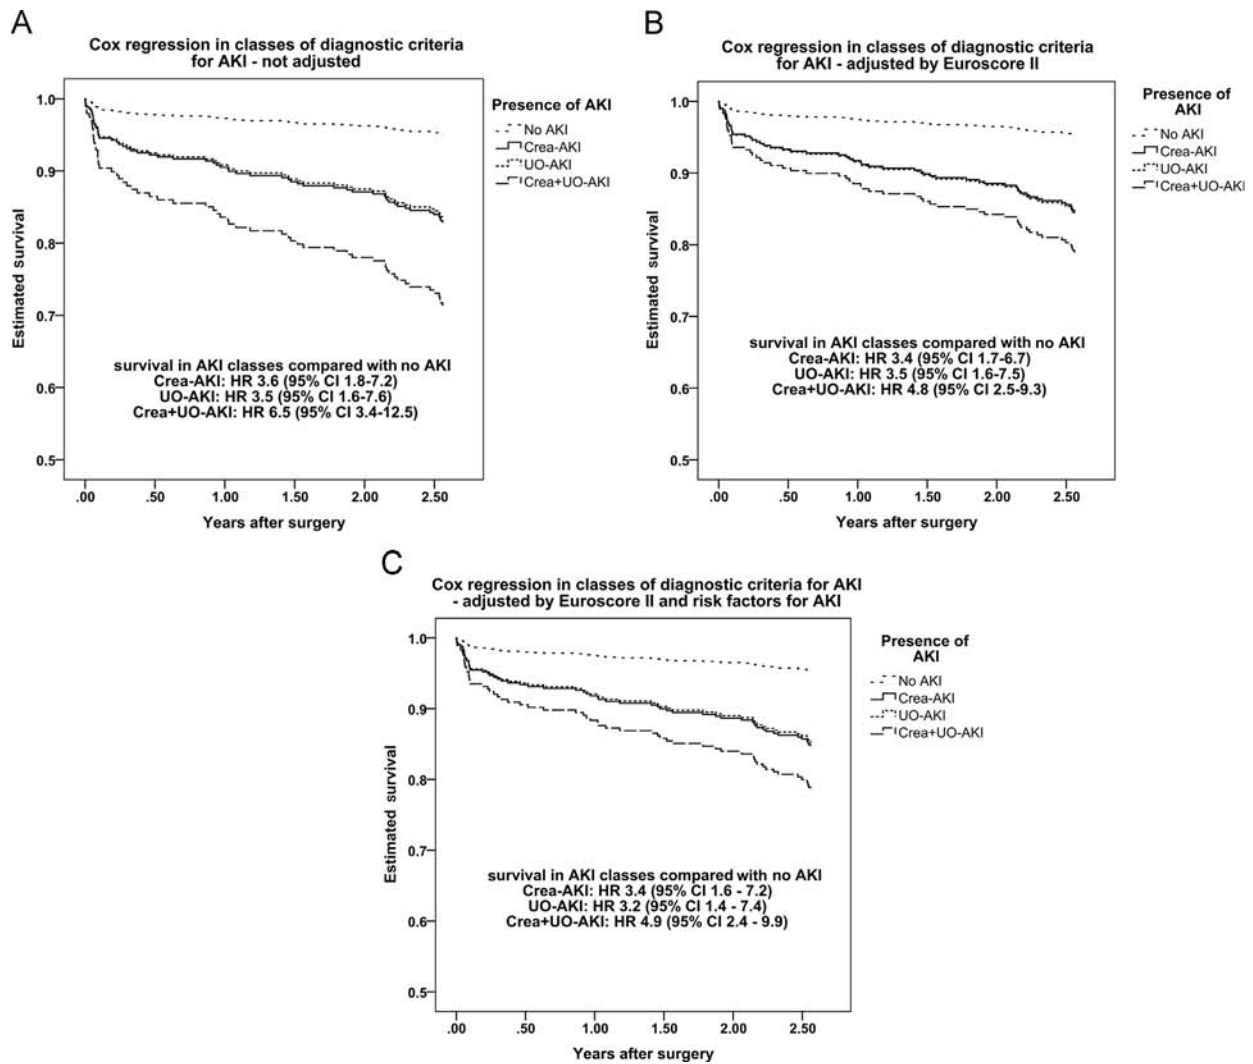 A
Cox regression in classes of diagnostic criteria
for AKI - not adjusted
1.0
0.9
0.8
0.7
0.6
0.5
Estimated survival
.00
.50
1.00
1.50
2.00
2.50
Years after surgery
Presence of AKI
No AKI
Crea-AKI
UO-AKI
Crea+UO-AKI
survival in AKI classes compared with no AKI
Crea-AKI: HR 3.6 (95% CI 1.8-7.2)
UO-AKI: HR 3.5 (95% CI 1.6-7.6)
Crea+UO-AKI: HR 6.5 (95% CI 3.4-12.5)
B
Cox regression in classes of diagnostic criteria
for AKI - adjusted by Euroscore II
1.0
0.9
0.8
0.7
0.6
0.5
Estimated survival
.00
.50
1.00
1.50
2.00
2.50
Years after surgery
Presence of
AKI
No AKI
Crea-AKI
UO-AKI
Crea+UO-AKI
survival in AKI classes compared with no AKI
Crea-AKI: HR 3.4 (95% CI 1.7-6.7)
UO-AKI: HR 3.5 (95% CI 1.6-7.5)
Crea+UO-AKI: HR 4.8 (95% CI 2.5-9.3)
C
Cox regression in classes of diagnostic criteria for AKI
- adjusted by Euroscore II and risk factors for AKI
1.0
0.9
0.8
0.7
0.6
0.5
Estimated survival
.00
.50
1.00
1.50
2.00
2.50
Years after surgery
Presence of
AKI
No AKI
Crea-AKI
UO-AKI
Crea+UO-AKI
survival in AKI classes compared with no AKI
Crea-AKI: HR 3.4 (95% CI 1.6 - 7.2)
UO-AKI: HR 3.2 (95% CI 1.4 - 7.4)
Crea+UO-AKI: HR 4.9 (95% CI 2.4 - 9.9)